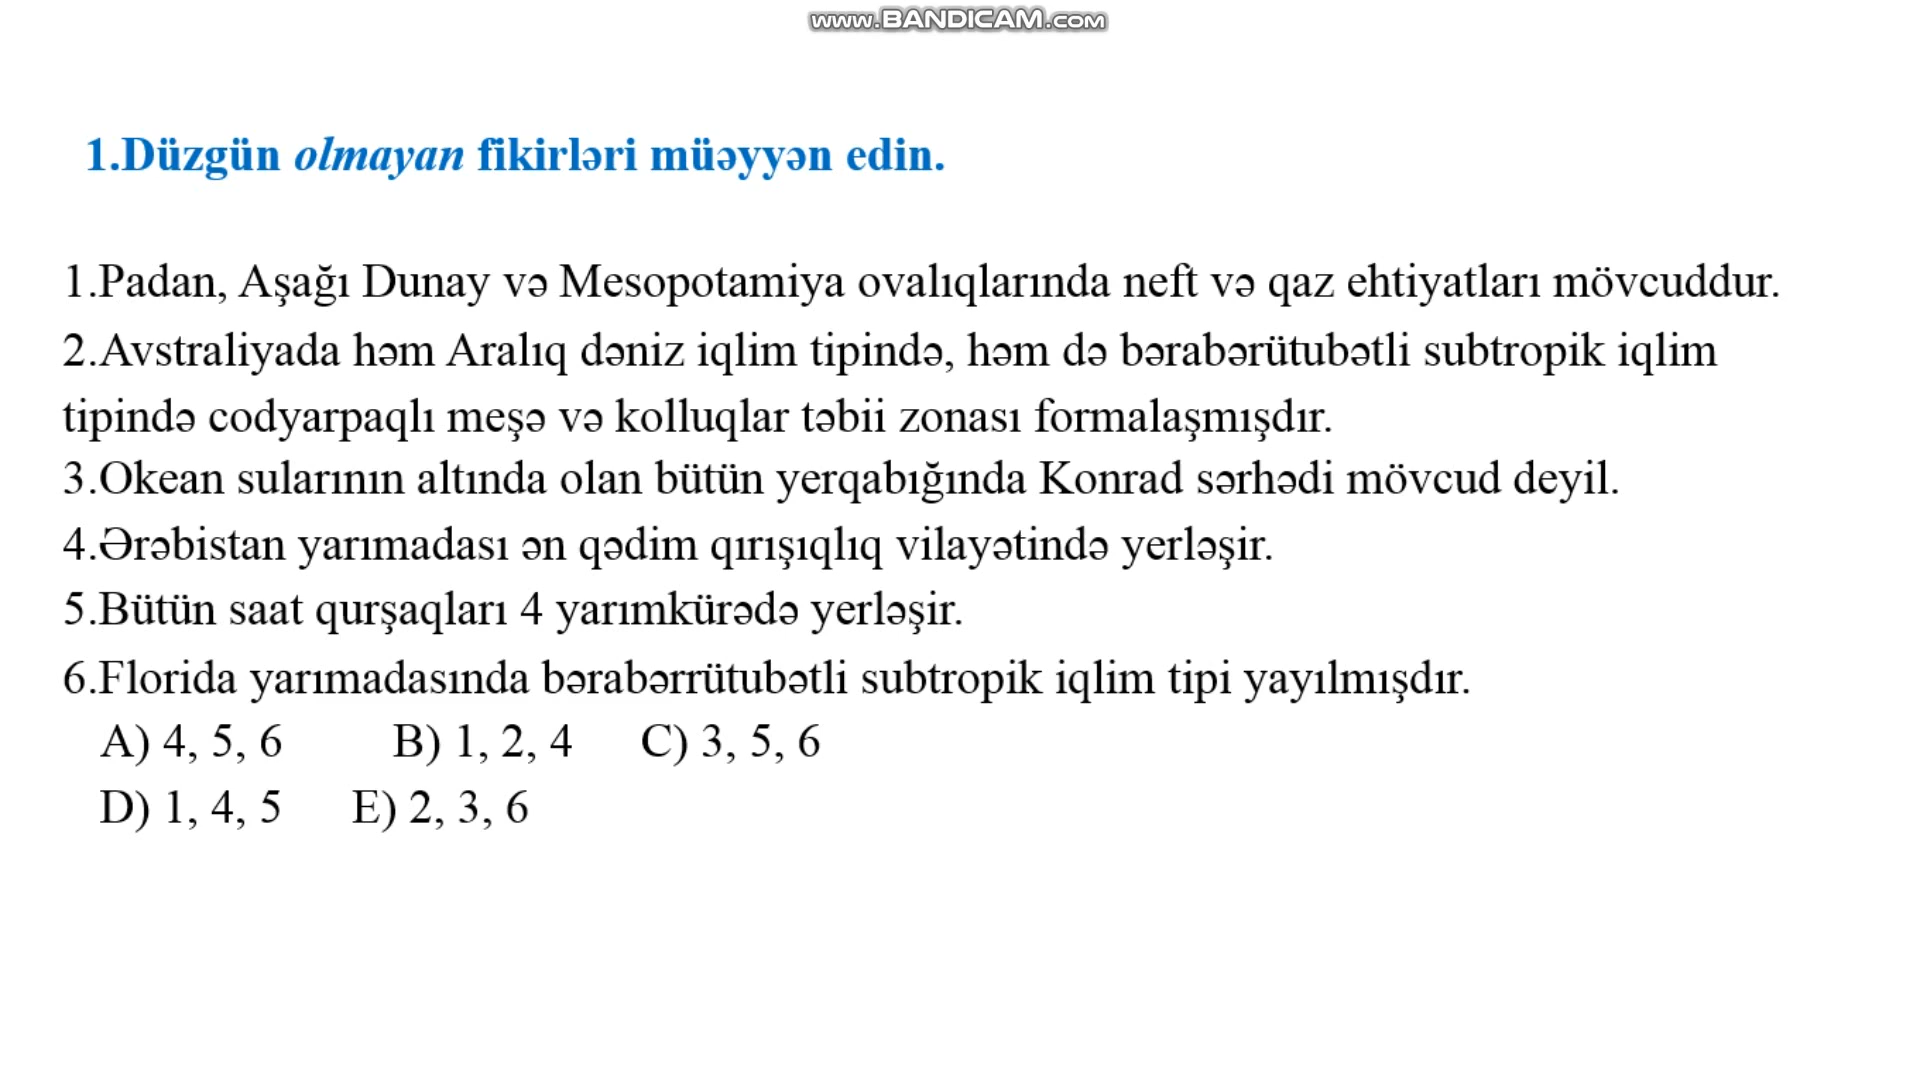 www.BANDICAM.com
1.Düzgün olmayan fikirləri müəyyən edin.
1.Padan, Aşağı Dunay və Mesopotamiya ovalıqlarında neft və qaz ehtiyatları mövcuddur.
2.Avstraliyada həm Aralıq dəniz iqlim tipində, həm də bərabərütubətli subtropik iqlim
tipində codyarpaqlı meşə və kolluqlar təbii zonası formalaşmışdır.
3.Okean sularının altında olan bütün yerqabığında Konrad sərhədi mövcud deyil.
4.Ərəbistan yarımadası ən qədim qırışıqlıq vilayətində yerləşir.
5.Bütün saat qurşaqları 4 yarımkürədə yerləşir.
6.Florida yarımadasında bərabərrütubətli subtropik iqlim tipi yayılmışdır.
A) 4, 5, 6 B) 1, 2, 4 C) 3, 5, 6
D) 1, 4, 5 E) 2, 3, 6